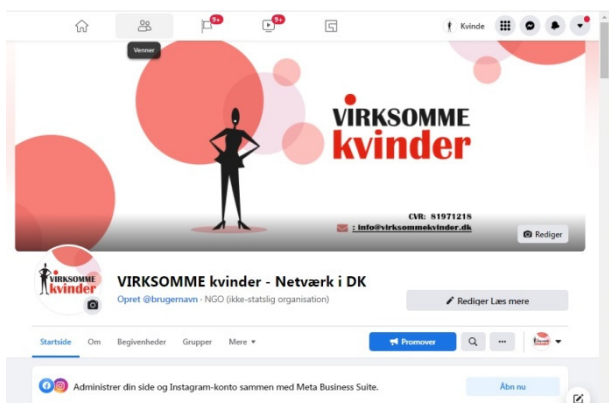 9+
9+
Kvinde
Venner
VIRKSOMME
kvinder
CVR: 81971218
: info@virksommekvinder.dk
Rediger
VIRKSOMME
kvinder
VIRKSOMME kvinder - Netværk i DK
Opret @brugernavn · NGO (ikke-statslig organisation)
Rediger Læs mere
Startside Om Begivenheder Grupper Mere
Promover
Administrer din side og Instagram-konto sammen med Meta Business Suite.
Åbn nu